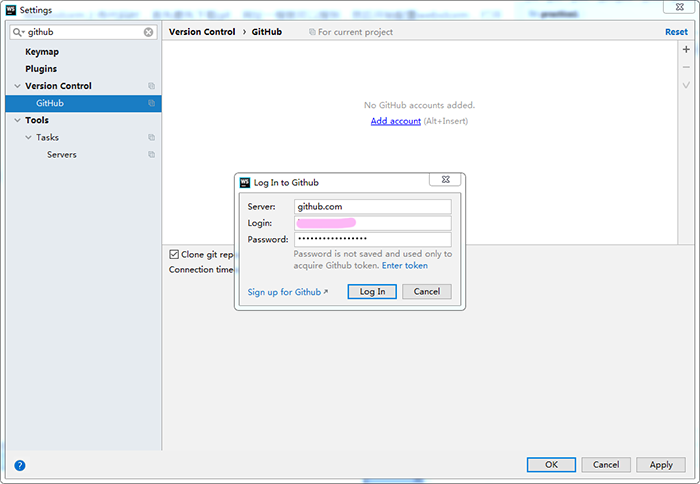 Settings
github
Keymap
Plugins
Version Control
GitHub
Tools
Tasks
Servers
Version Control › GitHub
For current project
Reset
No GitHub accounts added.
Add account (Alt+Insert)
WS
Log In to Github
Server: github.com
Login:
Password: •••••••••••••••••
Password is not saved and used only to
acquire Github token. Enter token
Sign up for Github ↗
Log In
Cancel
Clone git
Connection
?
OK
Cancel
Apply